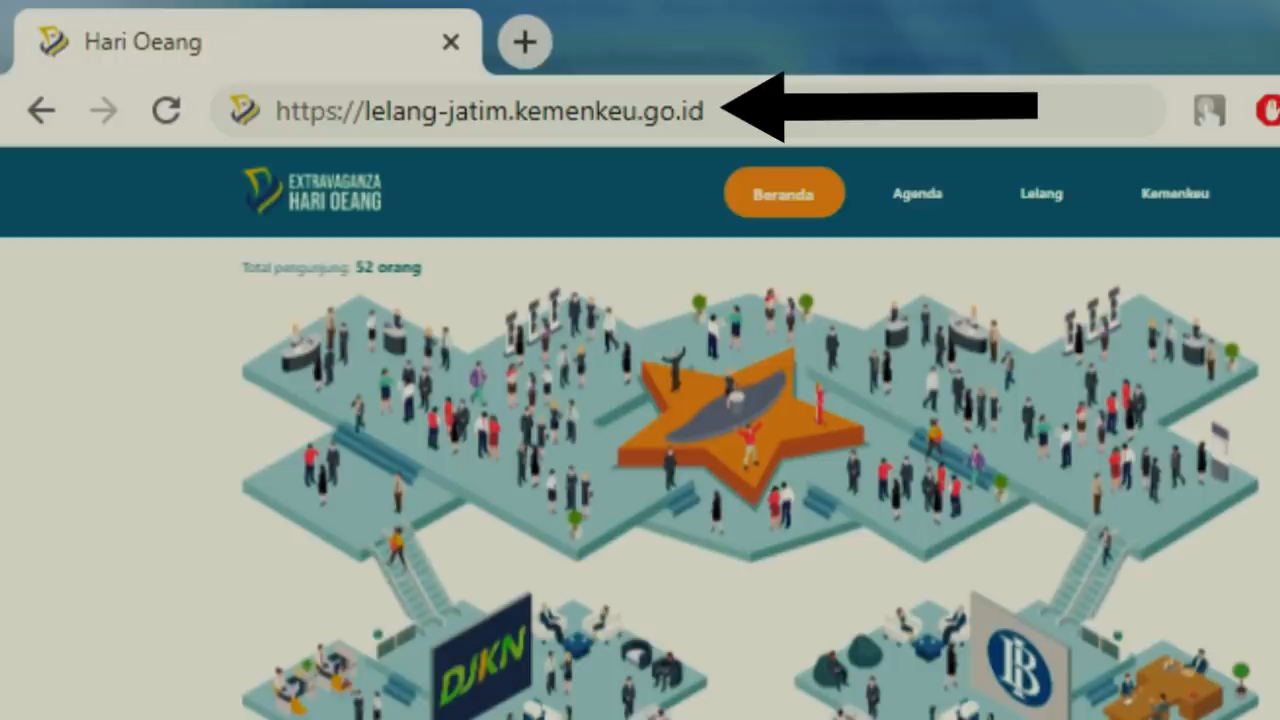 Hari Oeang
https://lelang-jatim.kemenkeu.go.id
EXTRAVAGANZA
HARI OEANG
Beranda
Agenda
Lelang
Kemenkeu
Total pengunjung: 52 orang
DJKN